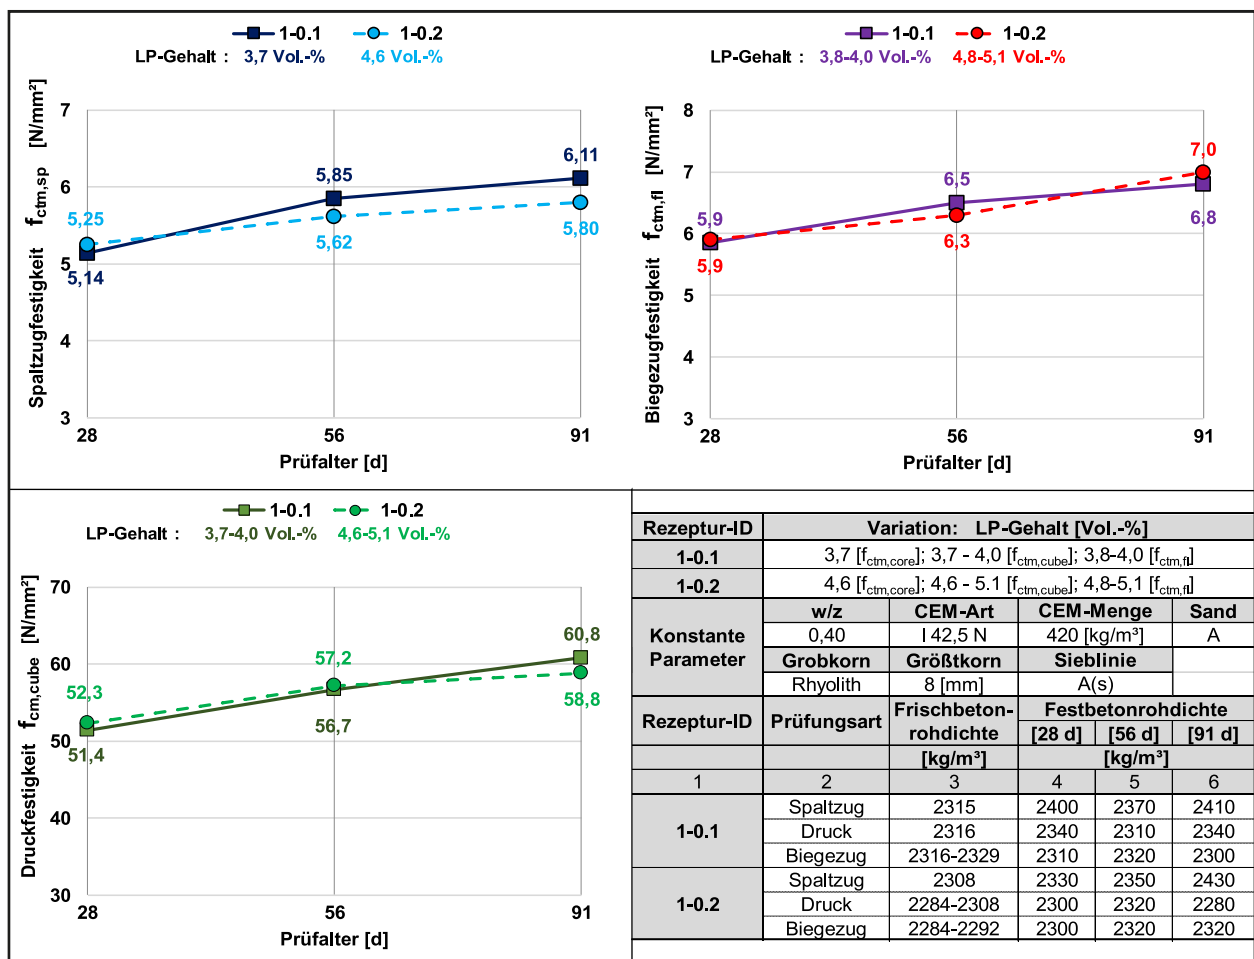 1-0.1 1-0.2
LP-Gehalt : 3,7 Vol.-% 4,6 Vol.-%
Spaltzugfestigkeit fctm,sp [N/mm²]
7
6
5
4
3
5,25
5,14
5,85
5,62
6,11
5,80
28 56 91
Prüfalter [d]
1-0.1 1-0.2
LP-Gehalt : 3,8-4,0 Vol.-% 4,8-5,1 Vol.-%
Biegezugfestigkeit fctm,fl [N/mm²]
8
7
6
5
4
3
5,9
5,9
6,5
6,3
7,0
6,8
28 56 91
Prüfalter [d]
1-0.1 1-0.2
LP-Gehalt : 3,7-4,0 Vol.-% 4,6-5,1 Vol.-%
Druckfestigkeit fcm,cube [N/mm²]
70
60
50
40
30
52,3
51,4
57,2
56,7
60,8
58,8
28 56 91
Prüfalter [d]
Rezeptur-ID Variation: LP-Gehalt [Vol.-%]
1-0.1 3,7 [fctm,core]; 3,7 - 4,0 [fctm,cube]; 3,8-4,0 [fctm,fl]
1-0.2 4,6 [fctm,core]; 4,6 - 5.1 [fctm,cube]; 4,8-5,1 [fctm,fl]
Konstante Parameter
w/z CEM-Art CEM-Menge Sand
0,40 I 42,5 N 420 [kg/m³] A
Grobkorn Größtkorn Sieblinie
Rhyolith 8 [mm] A(s)
Rezeptur-ID Prüfungsart Frischbeton-rohdichte Festbetonrohdichte
[28 d] [56 d] [91 d]
[kg/m³] [kg/m³]
1 2 3 4 5 6
1-0.1
Spaltzug 2315 2400 2370 2410
Druck 2316 2340 2310 2340
Biegezug 2316-2329 2310 2320 2300
1-0.2
Spaltzug 2308 2330 2350 2430
Druck 2284-2308 2300 2320 2280
Biegezug 2284-2292 2300 2320 2320